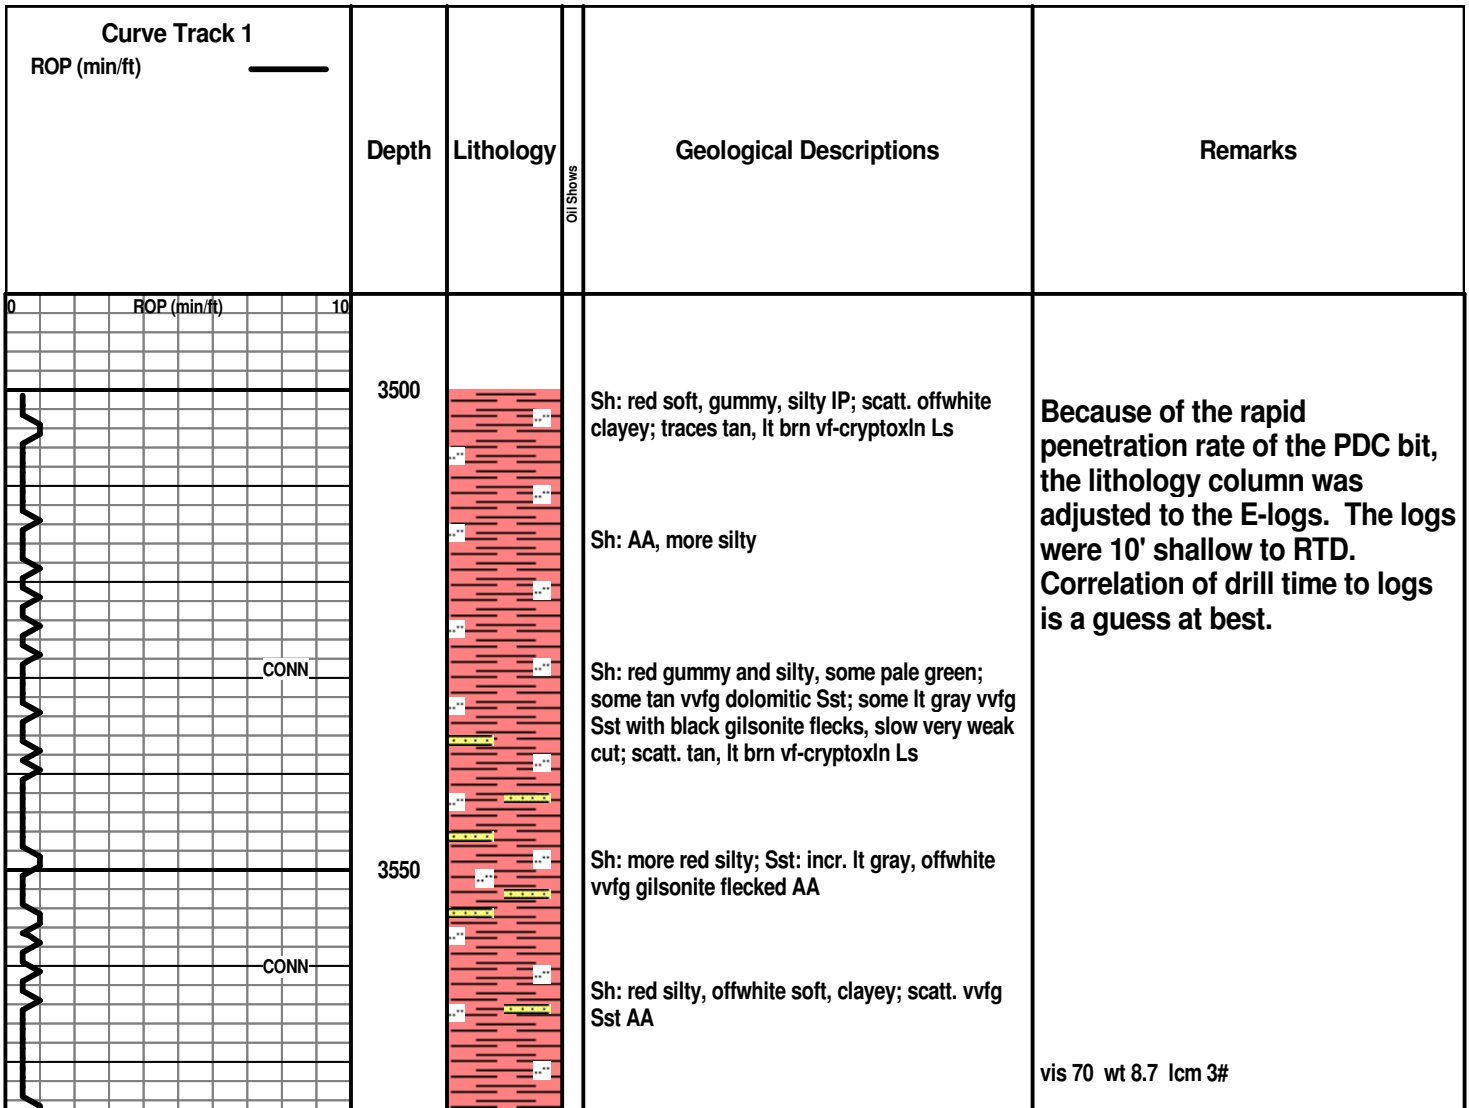 Curve Track 1
ROP (min/ft)
Depth
Lithology
Oil Shows
Geological Descriptions
Remarks
0 ROP (min/ft) 10
3500
Sh: red soft, gummy, silty IP; scatt. offwhite
clayey; traces tan, lt brn vf-cryptoxln Ls
Because of the rapid
penetration rate of the PDC bit,
the lithology column was
adjusted to the E-logs. The logs
were 10' shallow to RTD.
Correlation of drill time to logs
is a guess at best.
Sh: AA, more silty
CONN
Sh: red gummy and silty, some pale green;
some tan vvfg dolomitic Sst; some lt gray vvfg
Sst with black gilsonite flecks, slow very weak
cut; scatt. tan, lt brn vf-cryptoxln Ls
3550
Sh: more red silty; Sst: incr. lt gray, offwhite
vvfg gilsonite flecked AA
CONN
Sh: red silty, offwhite soft, clayey; scatt. vvfg
Sst AA
vis 70 wt 8.7 lcm 3#